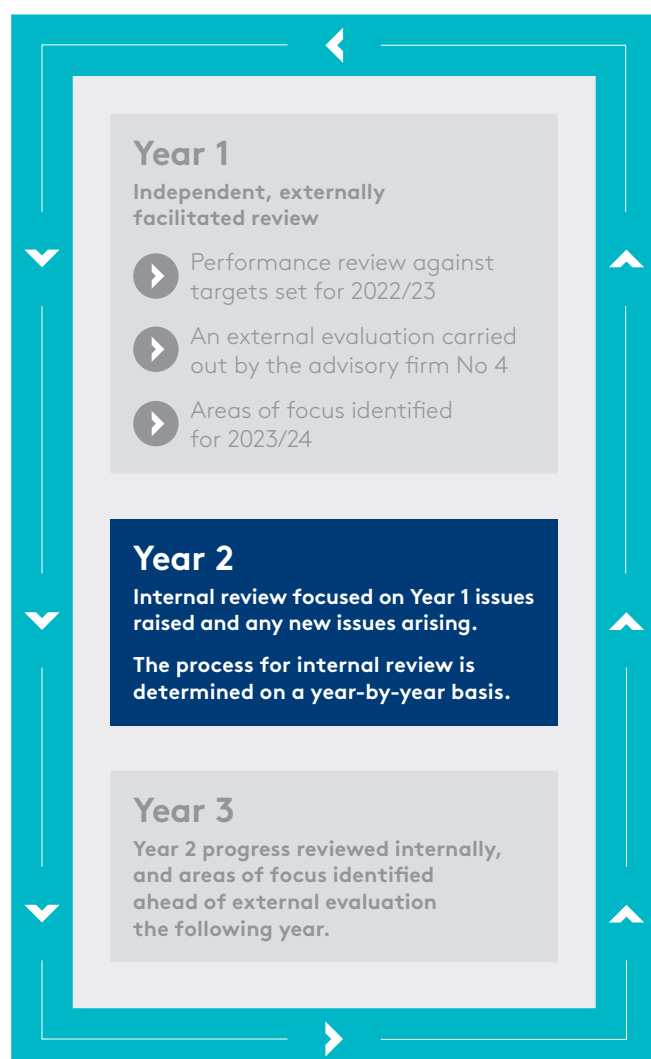 Year 1
Independent, externally
facilitated review
Performance review against
targets set for 2022/23
An external evaluation carried
out by the advisory firm No 4
Areas of focus identified
for 2023/24
Year 2
Internal review focused on Year 1 issues
raised and any new issues arising.
The process for internal review is
determined on a year-by-year basis.
Year 3
Year 2 progress reviewed internally,
and areas of focus identified
ahead of external evaluation
the following year.